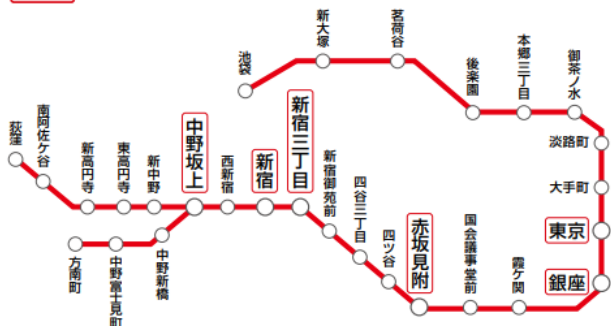 池袋
新大塚
茗荷谷
後楽園
本郷三丁目
御茶ノ水
淡路町
大手町
東京
銀座
霞ケ関
国会議事堂前
赤坂見附
四ツ谷
四谷三丁目
新宿御苑前
新宿三丁目
新宿
西新宿
中野坂上
新中野
東高円寺
新高円寺
南阿佐ケ谷
荻窪
中野新橋
中野富士見町
方南町